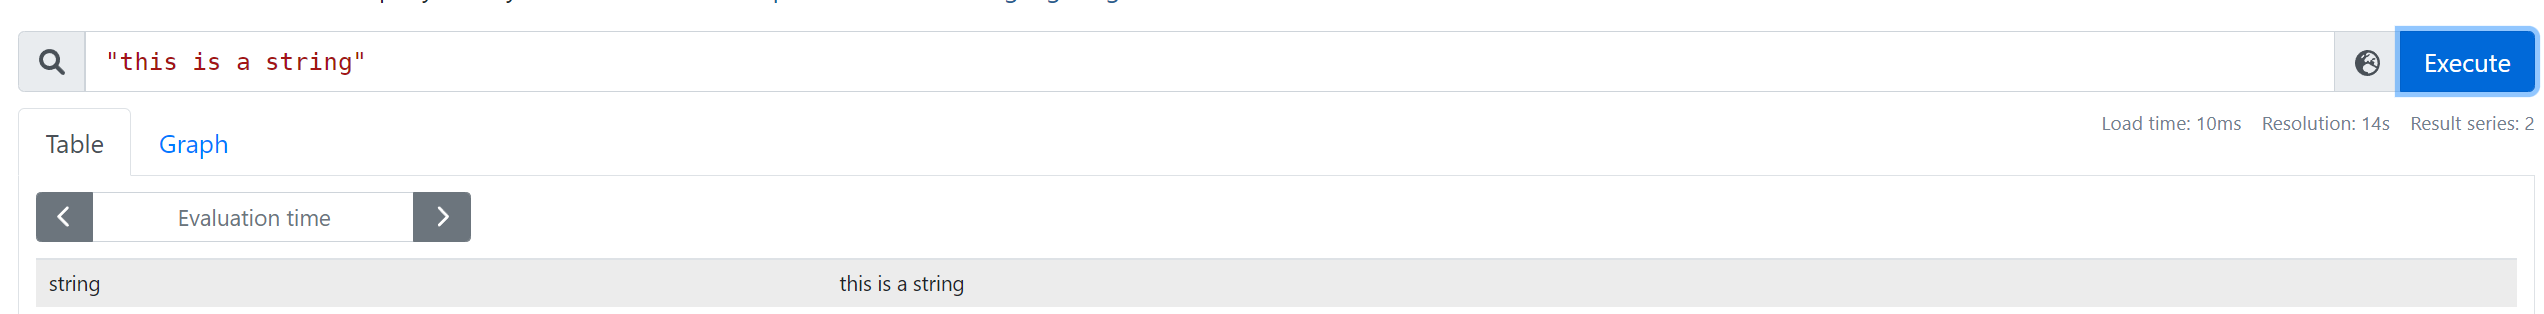 "this is a string"
Execute
Table Graph
Load time: 10ms Resolution: 14s Result series: 2
Evaluation time
string this is a string